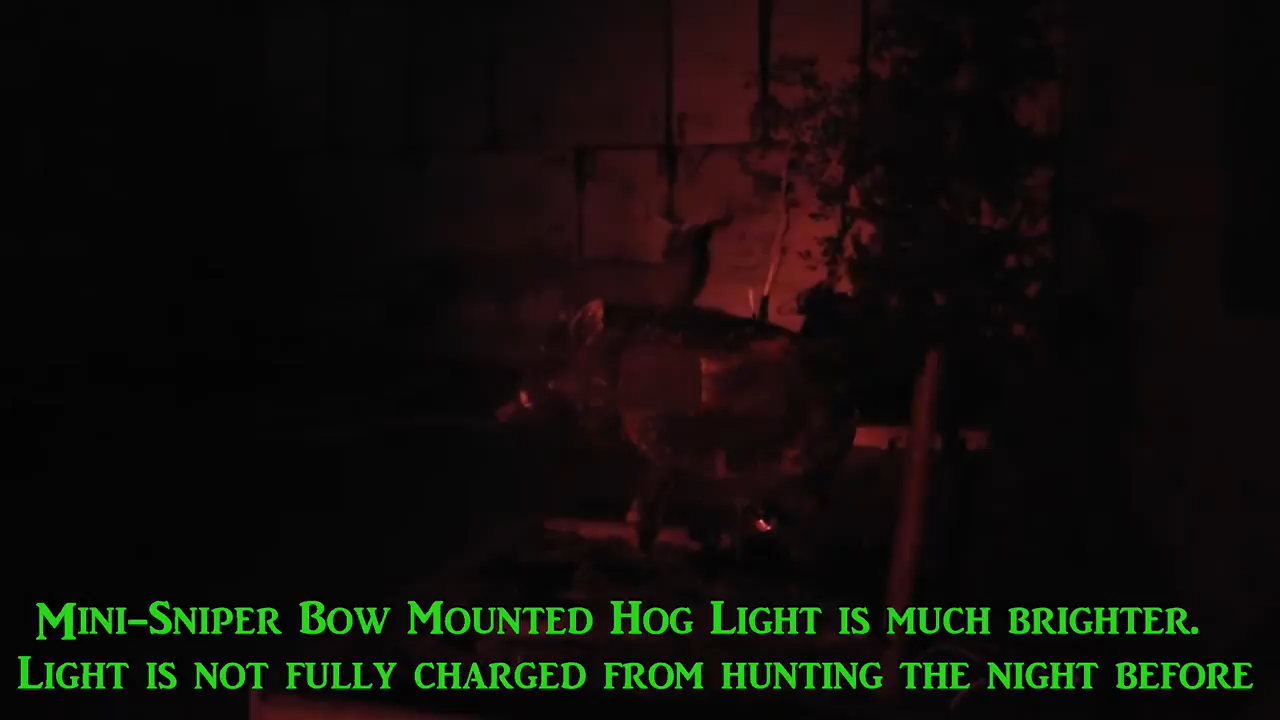 Mini-Sniper Bow Mounted Hog Light is much brighter.
Light is not fully charged from hunting the night before